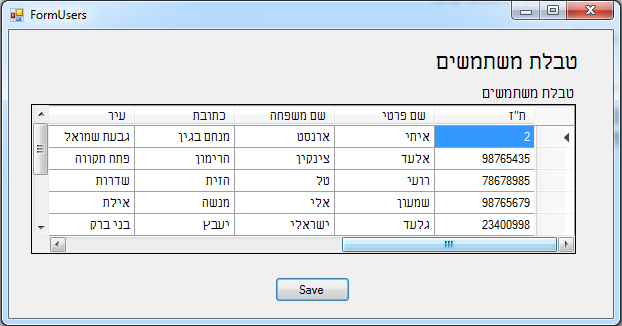 FormUsers
טבלת משתמשים
טבלת משתמשים
ת"ז שם פרטי שם משפחה כתובת עיר
2 איתי ארנסט מנחם בגין גבעת שמואל
98765435 אלעד צינקין הרימון פתח תקווה
78678985 רועי טל הזית שדרות
98765679 שמעון אלי מנשה אילת
23400998 גלעד ישראלי יעבץ בני ברק
Save